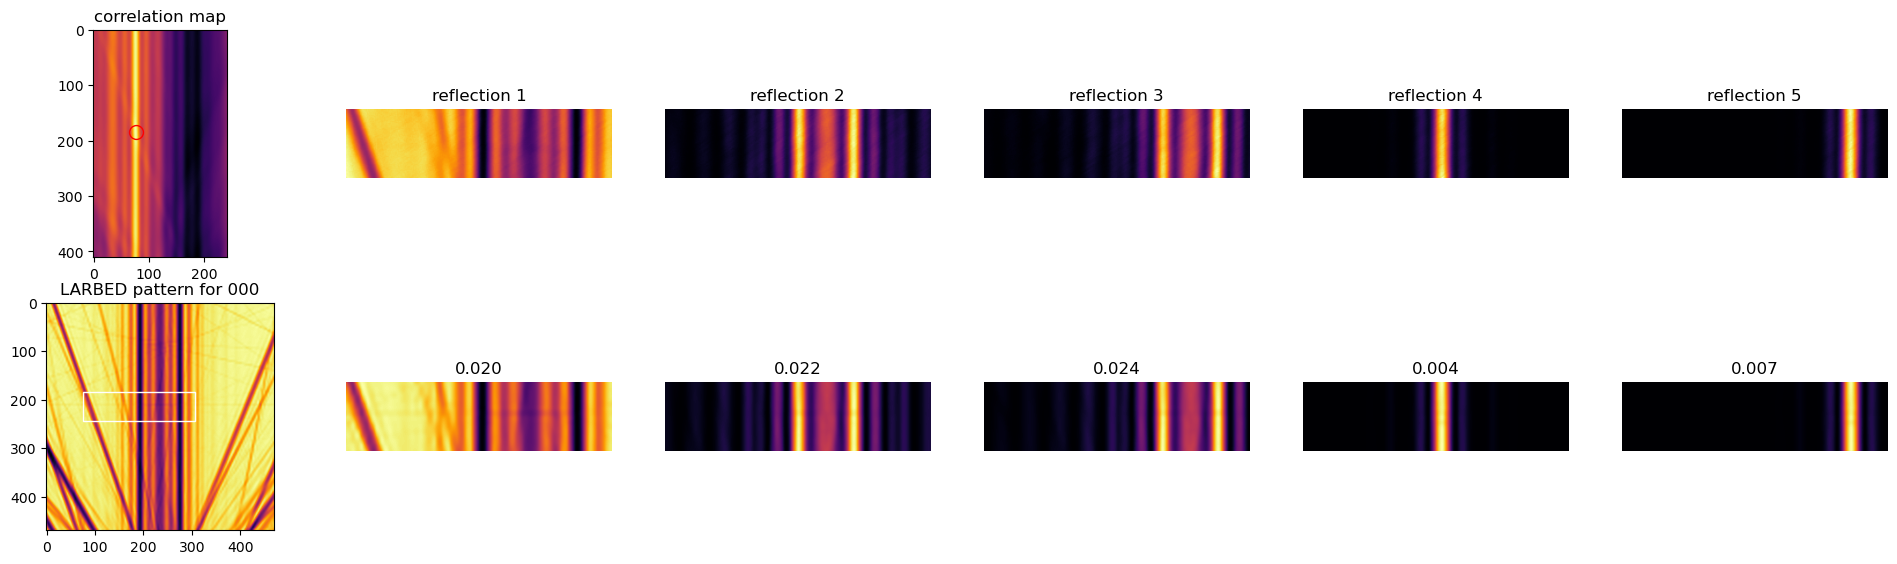 correlation map
0
100
200
300
400
0 100 200
reflection 1
reflection 2
reflection 3
reflection 4
reflection 5
LARBED pattern for 000
0
100
200
300
400
0 100 200 300 400
0.020
0.022
0.024
0.004
0.007